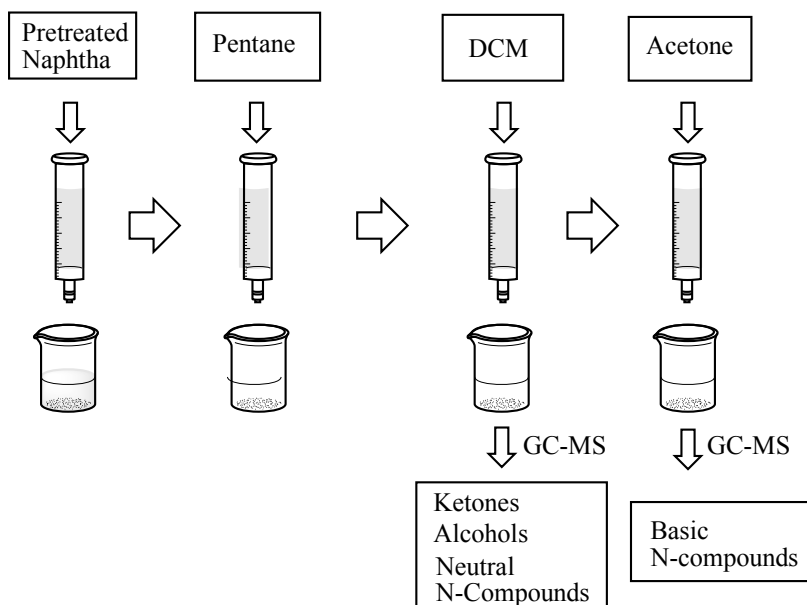 Pretreated
Naphtha
Pentane
DCM
Acetone
GC-MS
GC-MS
Ketones
Alcohols
Neutral
N-Compounds
Basic
N-compounds